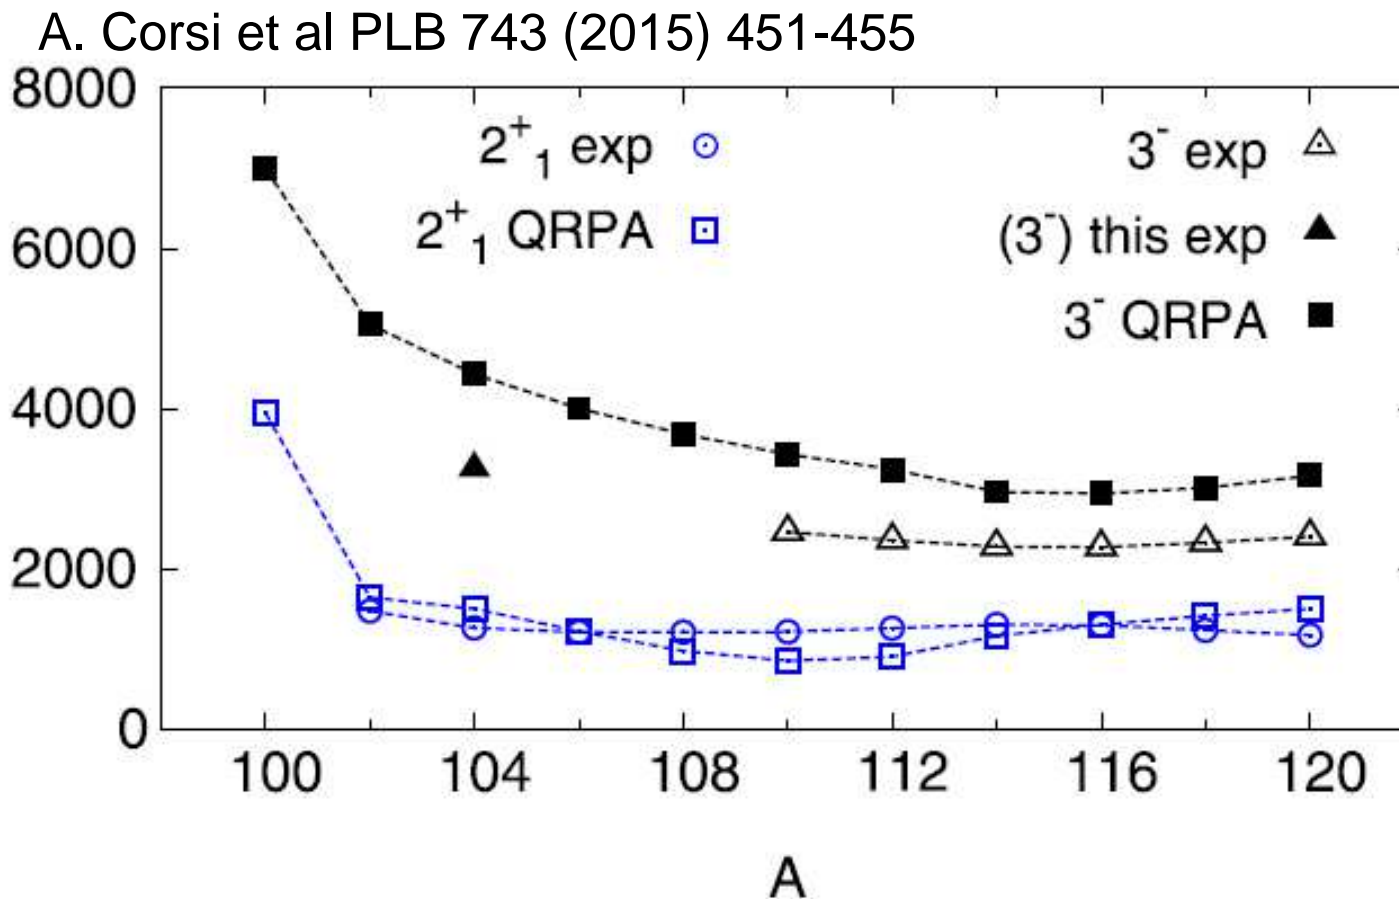 A. Corsi et al PLB 743 (2015) 451-455
8000
6000
4000
2000
0
2⁺₁ exp
2⁺₁ QRPA
3⁻ exp
(3⁻) this exp
3⁻ QRPA
100 104 108 112 116 120
A